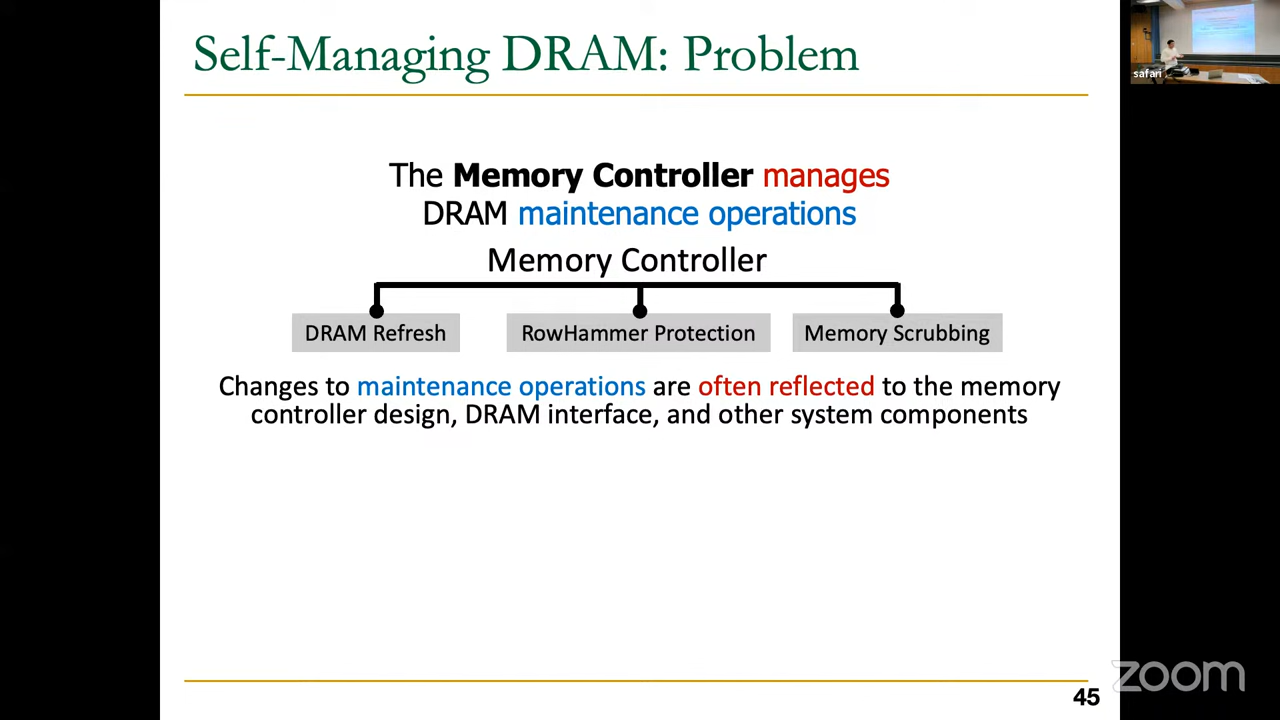 Self-Managing DRAM: Problem
safari
The Memory Controller manages
DRAM maintenance operations
Memory Controller
DRAM Refresh
RowHammer Protection
Memory Scrubbing
Changes to maintenance operations are often reflected to the memory
controller design, DRAM interface, and other system components
45
zoom